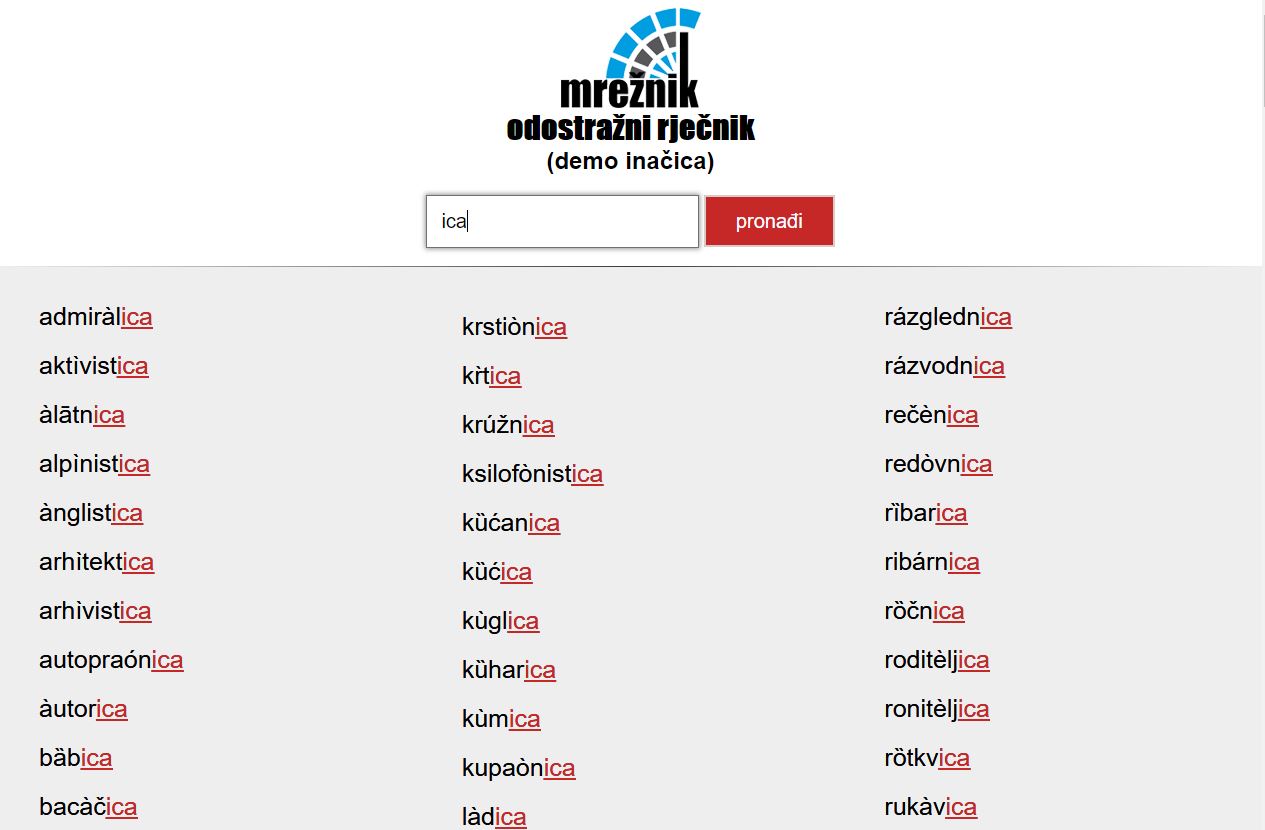 mrežnik
odostražni rječnik
(demo inačica)
ica
pronađi
admiràlica
aktìvistica
àlātnica
alpìnistica
ànglistica
arhìtektica
arhìvistica
autopraónica
àutorica
bȁbica
bacàčica
krstiònica
kȑtica
krúžnica
ksilofònistica
kȕćanica
kȕćica
kùglica
kȕharica
kùmica
kupaònica
làdica
rázglednica
rázvodnica
rečènica
redòvnica
rȉbarica
ribárnica
rȍčnica
roditèljica
ronitèljica
rȍtkvica
rukàvica